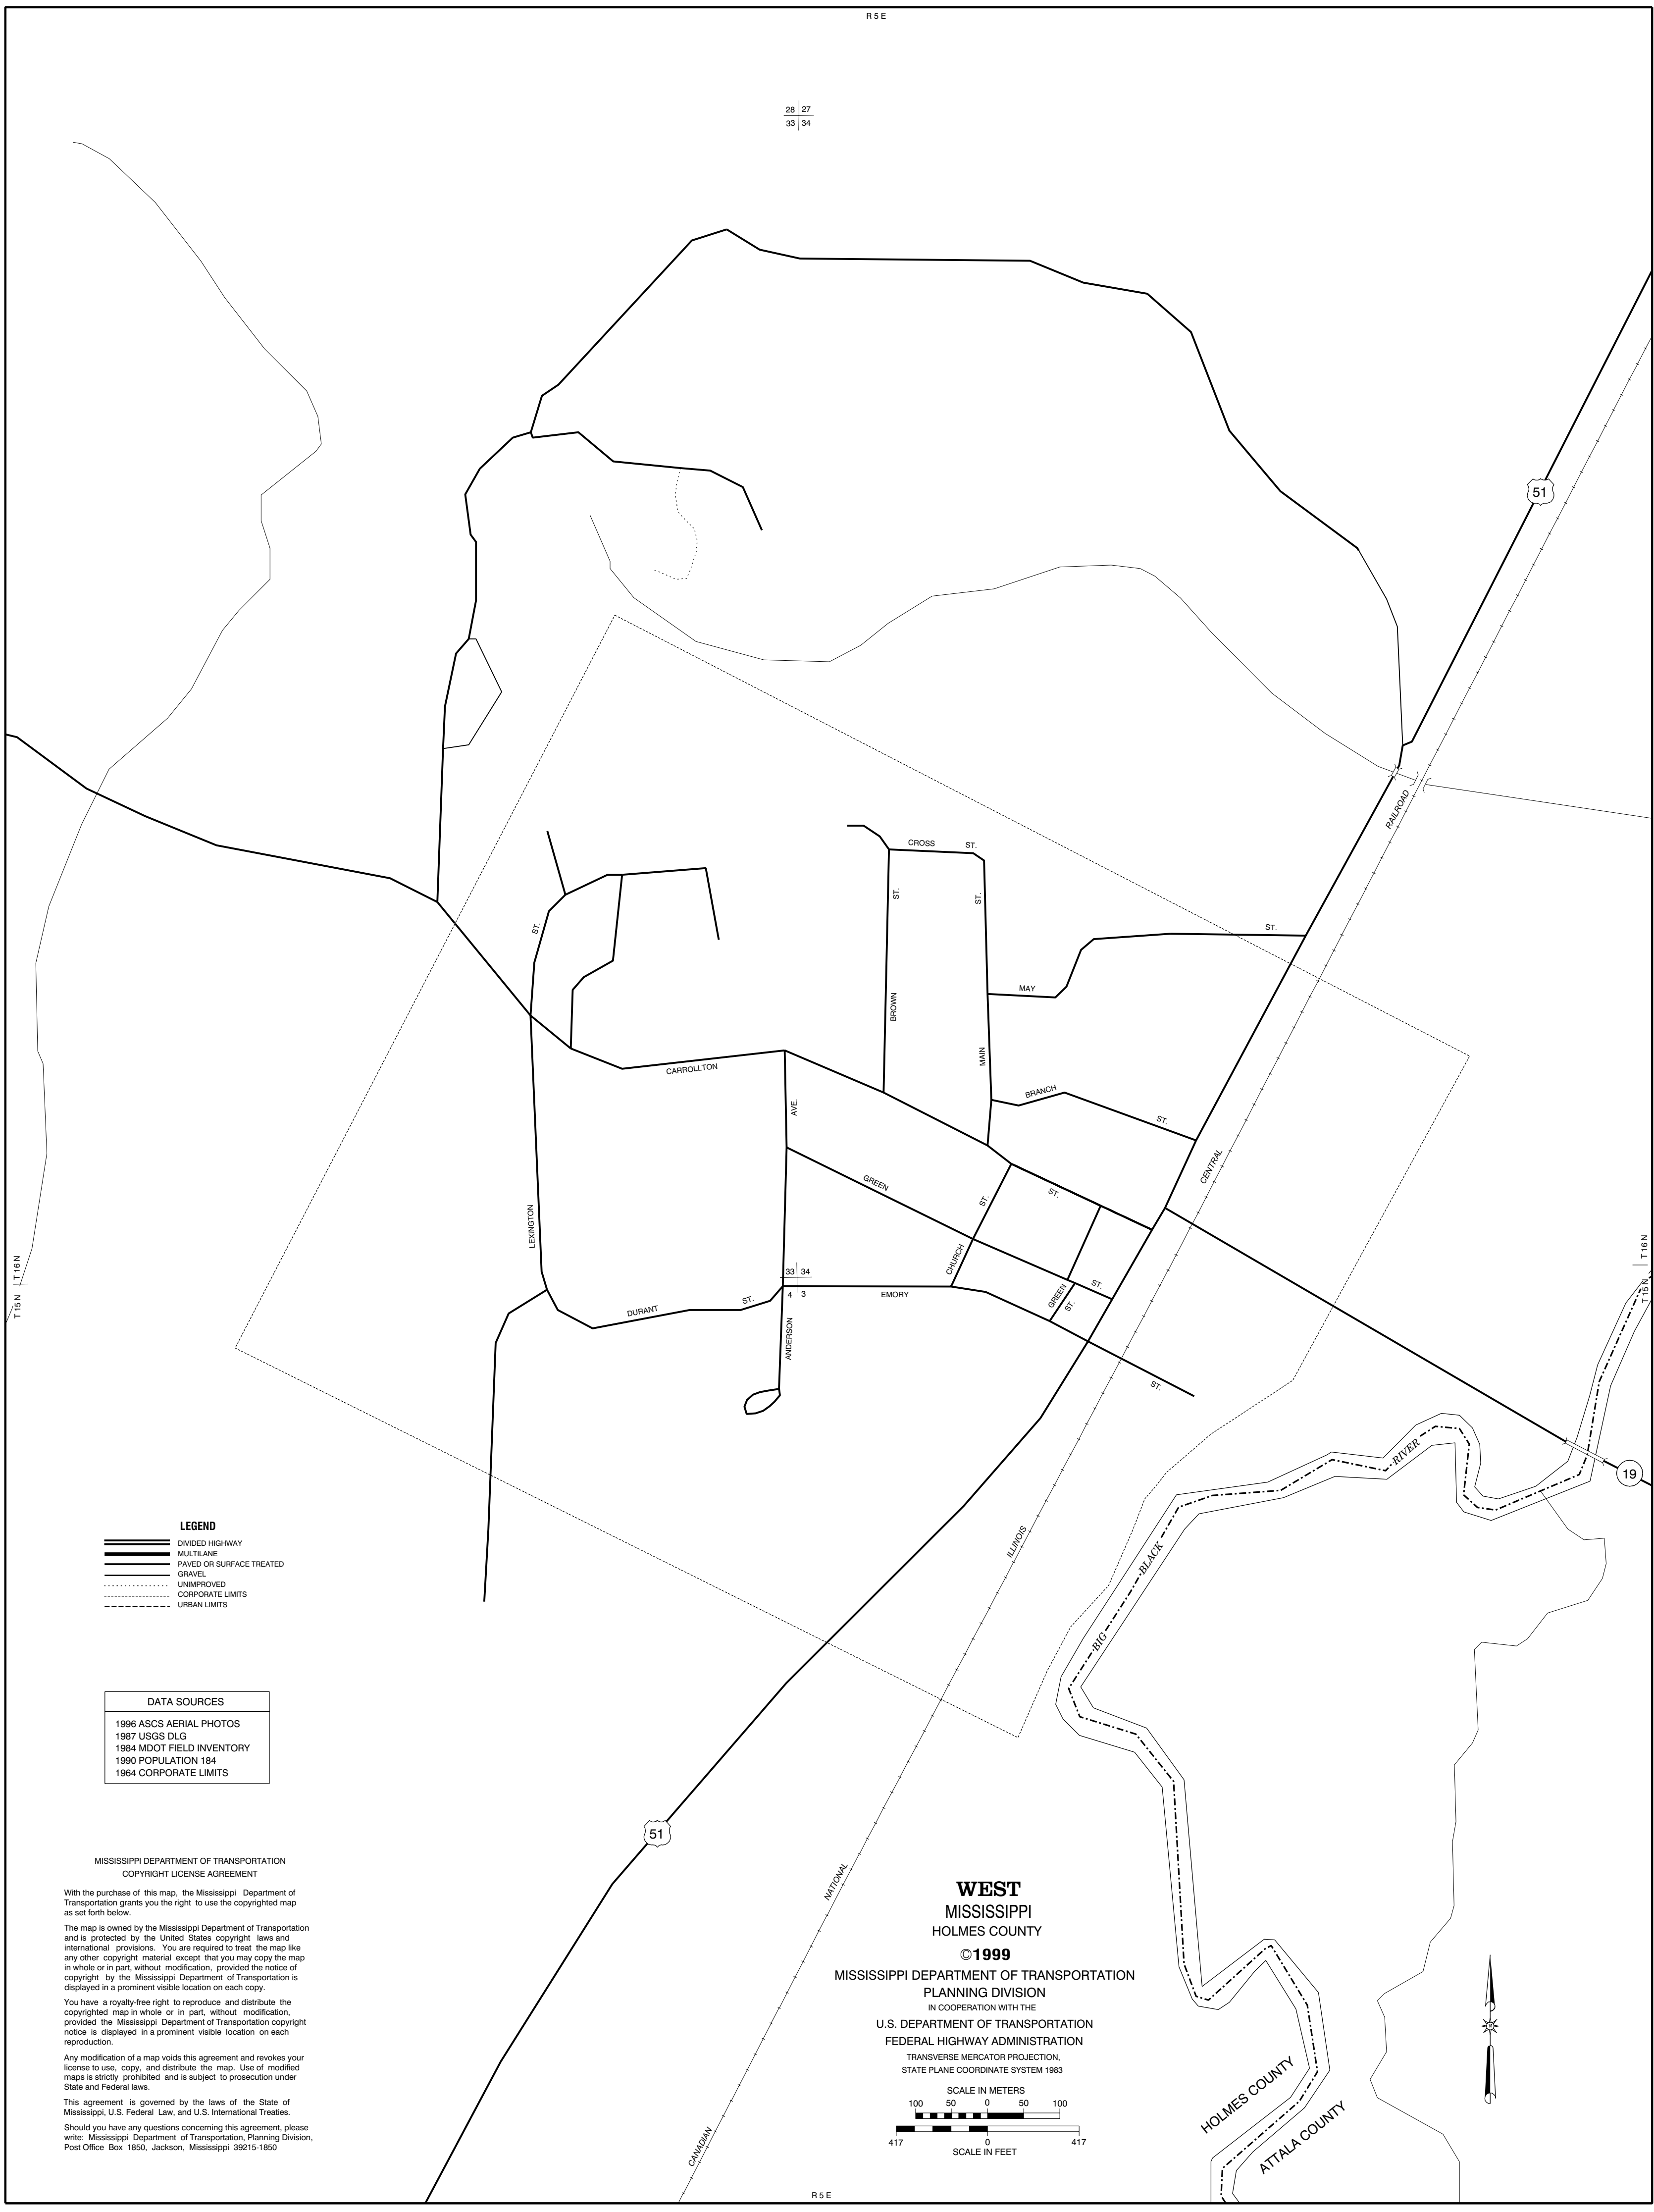 R 5 E
28 27
33 34
51
RAILROAD
CROSS ST.
ST.
ST.
ST.
ST.
MAY
BROWN
MAIN
CARROLLTON
AVE.
BRANCH
ST.
CENTRAL
GREEN
ST.
ST.
LEXINGTON
CHURCH
T 16 N
T 15 N
T 16 N
T 15 N
33 34
4 3
EMORY
GREEN
ST.
ST.
DURANT
ST.
ANDERSON
ST.
RIVER
19
ILLINOIS
BLACK
BIG
LEGEND
DIVIDED HIGHWAY
MULTILANE
PAVED OR SURFACE TREATED
GRAVEL
UNIMPROVED
CORPORATE LIMITS
URBAN LIMITS
DATA SOURCES
1996 ASCS AERIAL PHOTOS
1987 USGS DLG
1984 MDOT FIELD INVENTORY
1990 POPULATION 184
1964 CORPORATE LIMITS
51
NATIONAL
CANADIAN
MISSISSIPPI DEPARTMENT OF TRANSPORTATION
COPYRIGHT LICENSE AGREEMENT
With the purchase of this map, the Mississippi Department of
Transportation grants you the right to use the copyrighted map
as set forth below.
The map is owned by the Mississippi Department of Transportation
and is protected by the United States copyright laws and
international provisions. You are required to treat the map like
any other copyright material except that you may copy the map
in whole or in part, without modification, provided the notice of
copyright by the Mississippi Department of Transportation is
displayed in a prominent visible location on each copy.
You have a royalty-free right to reproduce and distribute the
copyrighted map in whole or in part, without modification,
provided the Mississippi Department of Transportation copyright
notice is displayed in a prominent visible location on each
reproduction.
Any modification of a map voids this agreement and revokes your
license to use, copy, and distribute the map. Use of modified
maps is strictly prohibited and is subject to prosecution under
State and Federal laws.
This agreement is governed by the laws of the State of
Mississippi, U.S. Federal Law, and U.S. International Treaties.
Should you have any questions concerning this agreement, please
write: Mississippi Department of Transportation, Planning Division,
Post Office Box 1850, Jackson, Mississippi 39215-1850
WEST
MISSISSIPPI
HOLMES COUNTY
©1999
MISSISSIPPI DEPARTMENT OF TRANSPORTATION
PLANNING DIVISION
IN COOPERATION WITH THE
U.S. DEPARTMENT OF TRANSPORTATION
FEDERAL HIGHWAY ADMINISTRATION
TRANSVERSE MERCATOR PROJECTION,
STATE PLANE COORDINATE SYSTEM 1983
SCALE IN METERS
100 50 0 50 100
417 0 417
SCALE IN FEET
HOLMES COUNTY
ATTALA COUNTY
R 5 E